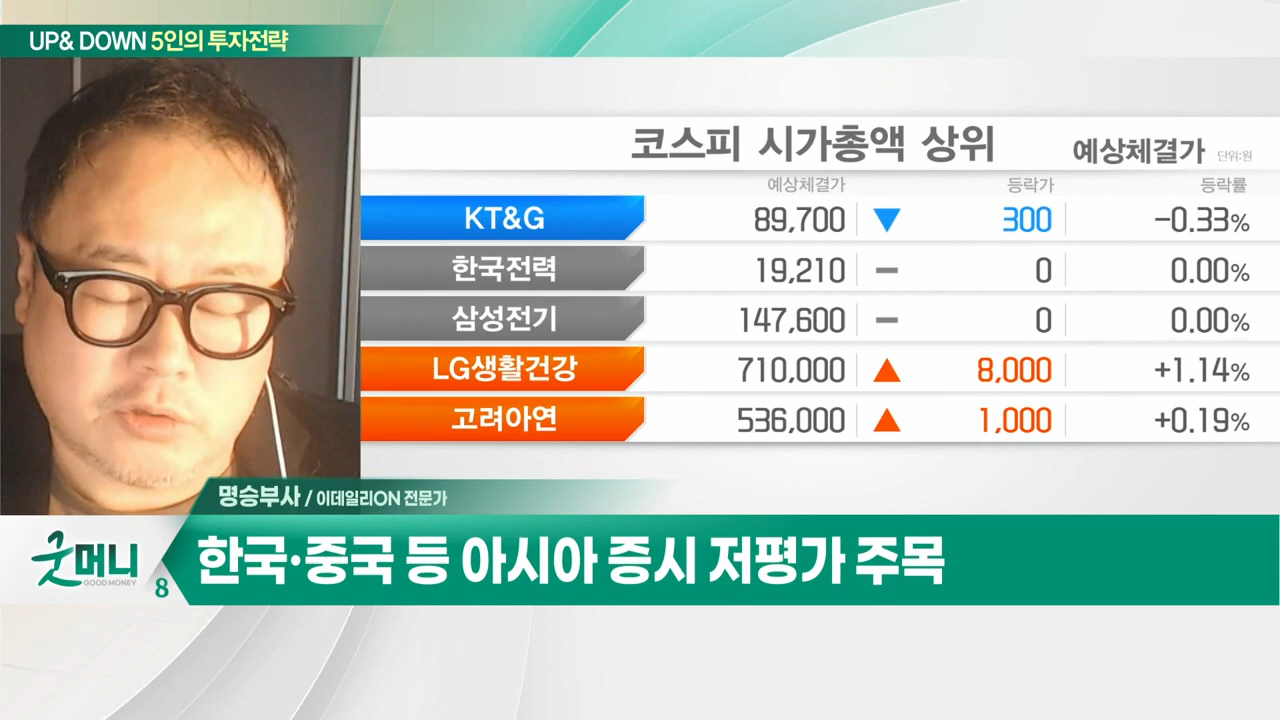 UP& DOWN 5인의 투자전략
코스피 시가총액 상위 예상체결가 단위:원
예상체결가 등락가 등락률
KT&G 89,700 ▼ 300 -0.33%
한국전력 19,210 - 0 0.00%
삼성전기 147,600 - 0 0.00%
LG생활건강 710,000 ▲ 8,000 +1.14%
고려아연 536,000 ▲ 1,000 +0.19%
명승부사 / 이데일리ON 전문가
한국·중국 등 아시아 증시 저평가 주목
굿머니
GOOD MONEY
8